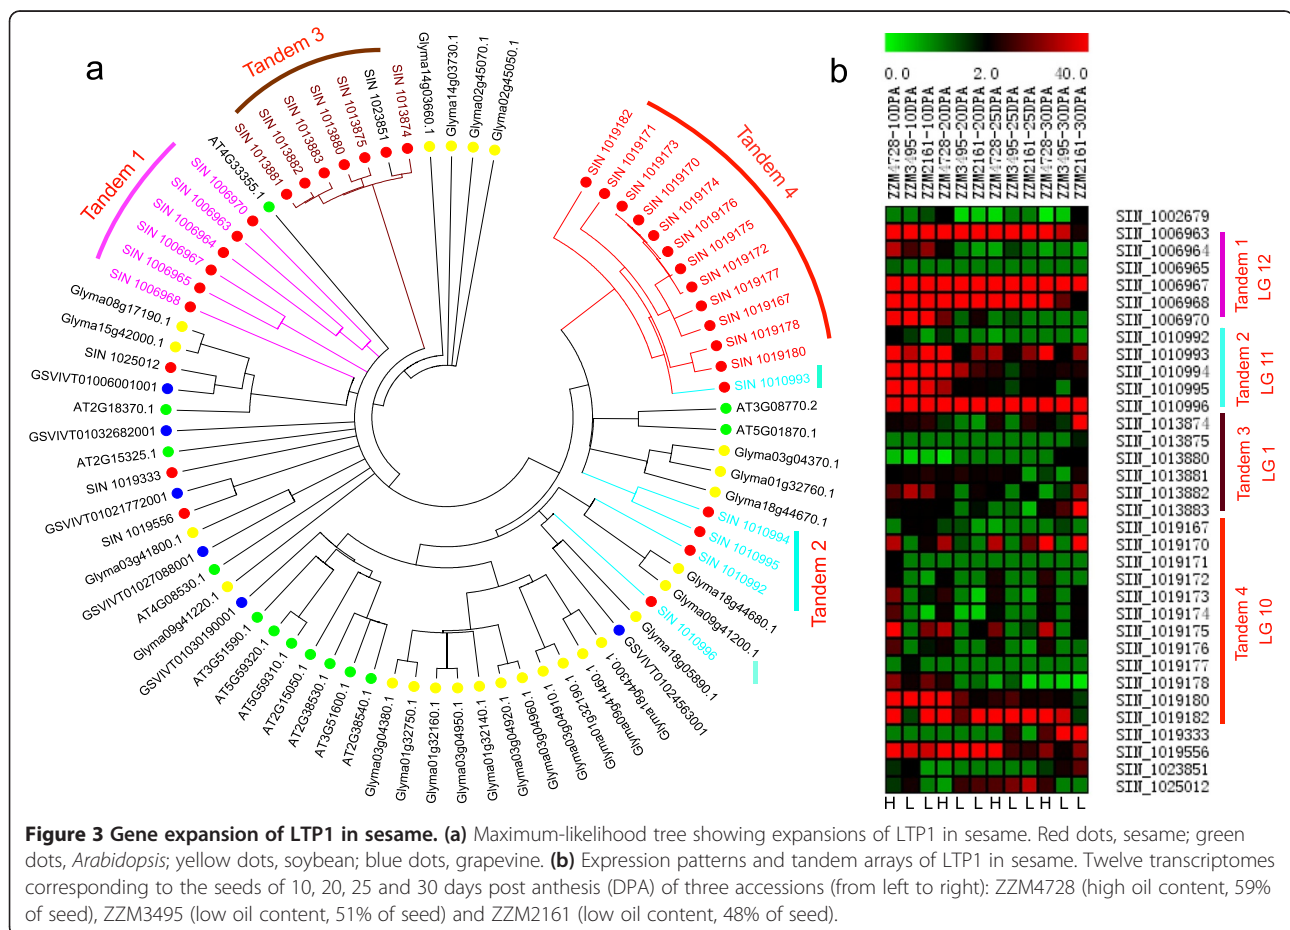 a
Tandem 3
Tandem 1
SIN 1006968
SIN 1006965
SIN 1006967
SIN 1006964
SIN 1006963
SIN 1006970
AT4G33355.1
SIN 1013881
SIN 1013882
SIN 1013883
SIN 1013880
SIN 1013875
SIN 1023851
SIN 1013874
Glyma14g03660.1
Glyma14g03730.1
Glyma02g45070.1
Glyma02g45050.1
Tandem 4
SIN 1019182
SIN 1019171
SIN 1019173
SIN 1019170
SIN 1019174
SIN 1019176
SIN 1019175
SIN 1019172
SIN 1019177
SIN 1019167
SIN 1019178
SIN 1019180
SIN 1010993
AT3G08770.2
AT5G01870.1
Glyma03g04370.1
Glyma01g32760.1
Glyma18g44670.1
SIN 1010994
SIN 1010995
SIN 1010992
Tandem 2
Glyma18g44690.1
Glyma09g41200.1
SIN 1010996
Glyma18g05890.1
GSVIVT01024563001
Glyma18g44300.1
Glyma09g41460.1
Glyma01g32190.1
Glyma03g04910.1
Glyma03g04960.1
Glyma03g04920.1
Glyma01g32140.1
Glyma03g04950.1
Glyma01g32160.1
Glyma01g32750.1
Glyma03g04380.1
AT2G38540.1
AT3G51600.1
AT2G38530.1
AT2G15050.1
AT5G59310.1
AT5G59320.1
AT3G51590.1
GSVIVT01030190001
Glyma09g41220.1
AT4G08530.1
GSVIVT01027088001
Glyma03g41800.1
SIN 1019556
GSVIVT01021772001
SIN 1019333
AT2G15325.1
GSVIVT01032682001
AT2G18370.1
GSVIVT01006001001
SIN 1025012
Glyma15g42000.1
Glyma08g17190.1
b
0.0 2.0 40.0
ZZM4728-10DPA
ZZM3495-10DPA
ZZM2161-10DPA
ZZM4728-20DPA
ZZM3495-20DPA
ZZM2161-20DPA
ZZM4728-25DPA
ZZM3495-25DPA
ZZM2161-25DPA
ZZM4728-30DPA
ZZM3495-30DPA
ZZM2161-30DPA
SIN_1002679
SIN_1006963
SIN_1006964
SIN_1006965
SIN_1006967
SIN_1006968
SIN_1006970
SIN_1010992
SIN_1010993
SIN_1010994
SIN_1010995
SIN_1010996
SIN_1013874
SIN_1013875
SIN_1013880
SIN_1013881
SIN_1013882
SIN_1013883
SIN_1019167
SIN_1019170
SIN_1019171
SIN_1019172
SIN_1019173
SIN_1019174
SIN_1019175
SIN_1019176
SIN_1019177
SIN_1019178
SIN_1019180
SIN_1019182
SIN_1019333
SIN_1019556
SIN_1023851
SIN_1025012
Tandem 1
LG 12
Tandem 2
LG 11
Tandem 3
LG 1
Tandem 4
LG 10
H L L H L L H L L H L L
Figure 3 Gene expansion of LTP1 in sesame. (a) Maximum-likelihood tree showing expansions of LTP1 in sesame. Red dots, sesame; green
dots, Arabidopsis; yellow dots, soybean; blue dots, grapevine. (b) Expression patterns and tandem arrays of LTP1 in sesame. Twelve transcriptomes
corresponding to the seeds of 10, 20, 25 and 30 days post anthesis (DPA) of three accessions (from left to right): ZZM4728 (high oil content, 59%
of seed), ZZM3495 (low oil content, 51% of seed) and ZZM2161 (low oil content, 48% of seed).